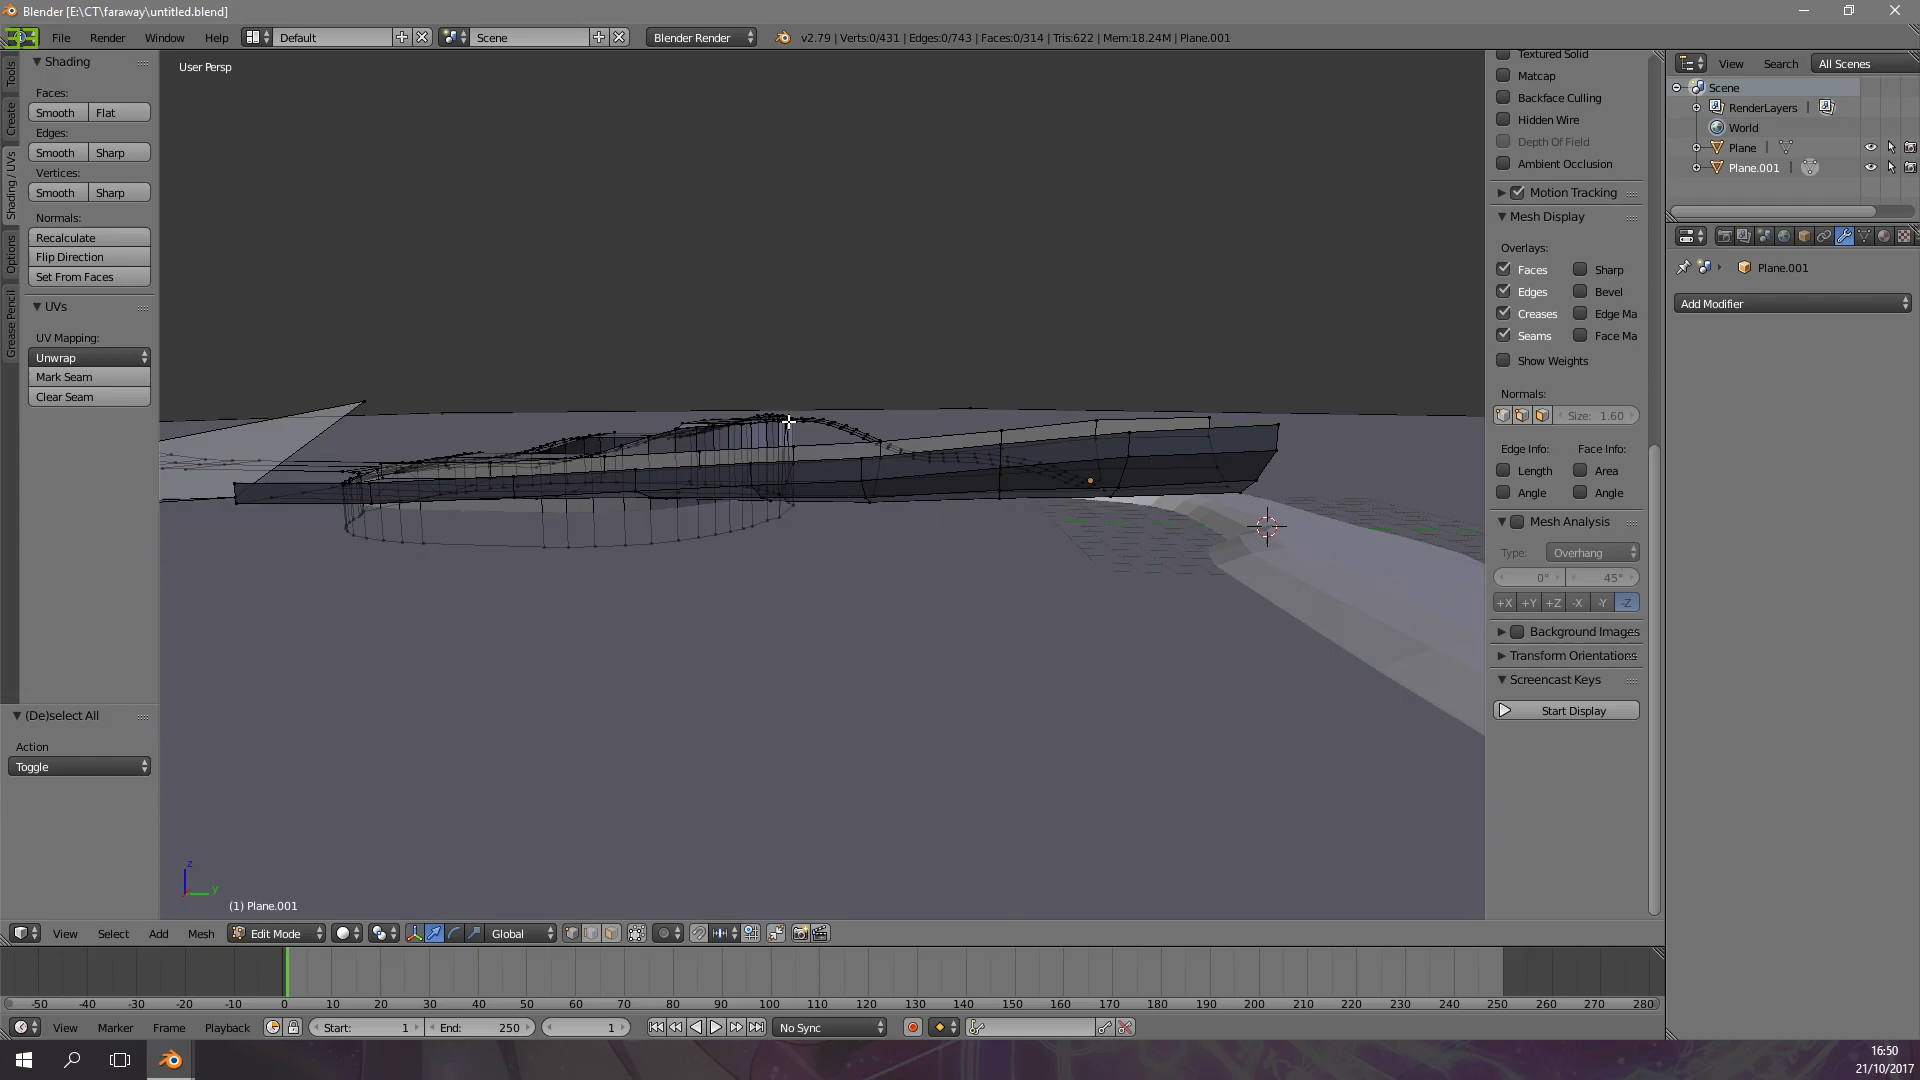 Blender [E:\CT\faraway\untitled.blend]
File Render Window Help Default Scene Blender Render v2.79 | Verts:0/431 | Edges:0/743 | Faces:0/314 | Tris:622 | Mem:18.24M | Plane.001
Tools
Create
Shading / UVs
Options
Grease Pencil
Shading
Faces:
Smooth Flat
Edges:
Smooth Sharp
Vertices:
Smooth Sharp
Normals:
Recalculate
Flip Direction
Set From Faces
UVs
UV Mapping:
Unwrap
Mark Seam
Clear Seam
(De)select All
Action
Toggle
User Persp
z
y
(1) Plane.001
Textured Solid
Matcap
Backface Culling
Hidden Wire
Depth Of Field
Ambient Occlusion
Motion Tracking
Mesh Display
Overlays:
Faces Sharp
Edges Bevel
Creases Edge Ma
Seams Face Ma
Show Weights
Normals:
Size: 1.60
Edge Info: Face Info:
Length Area
Angle Angle
Mesh Analysis
Type: Overhang
0° 45°
+X +Y +Z -X -Y -Z
Background Images
Transform Orientations
Screencast Keys
Start Display
View Search All Scenes
Scene
RenderLayers
World
Plane
Plane.001
Plane.001
Add Modifier
View Select Add Mesh Edit Mode Global
-50 -40 -30 -20 -10 0 10 20 30 40 50 60 70 80 90 100 110 120 130 140 150 160 170 180 190 200 210 220 230 240 250 260 270 280
View Marker Frame Playback Start: 1 End: 250 1 No Sync
16:50
21/10/2017